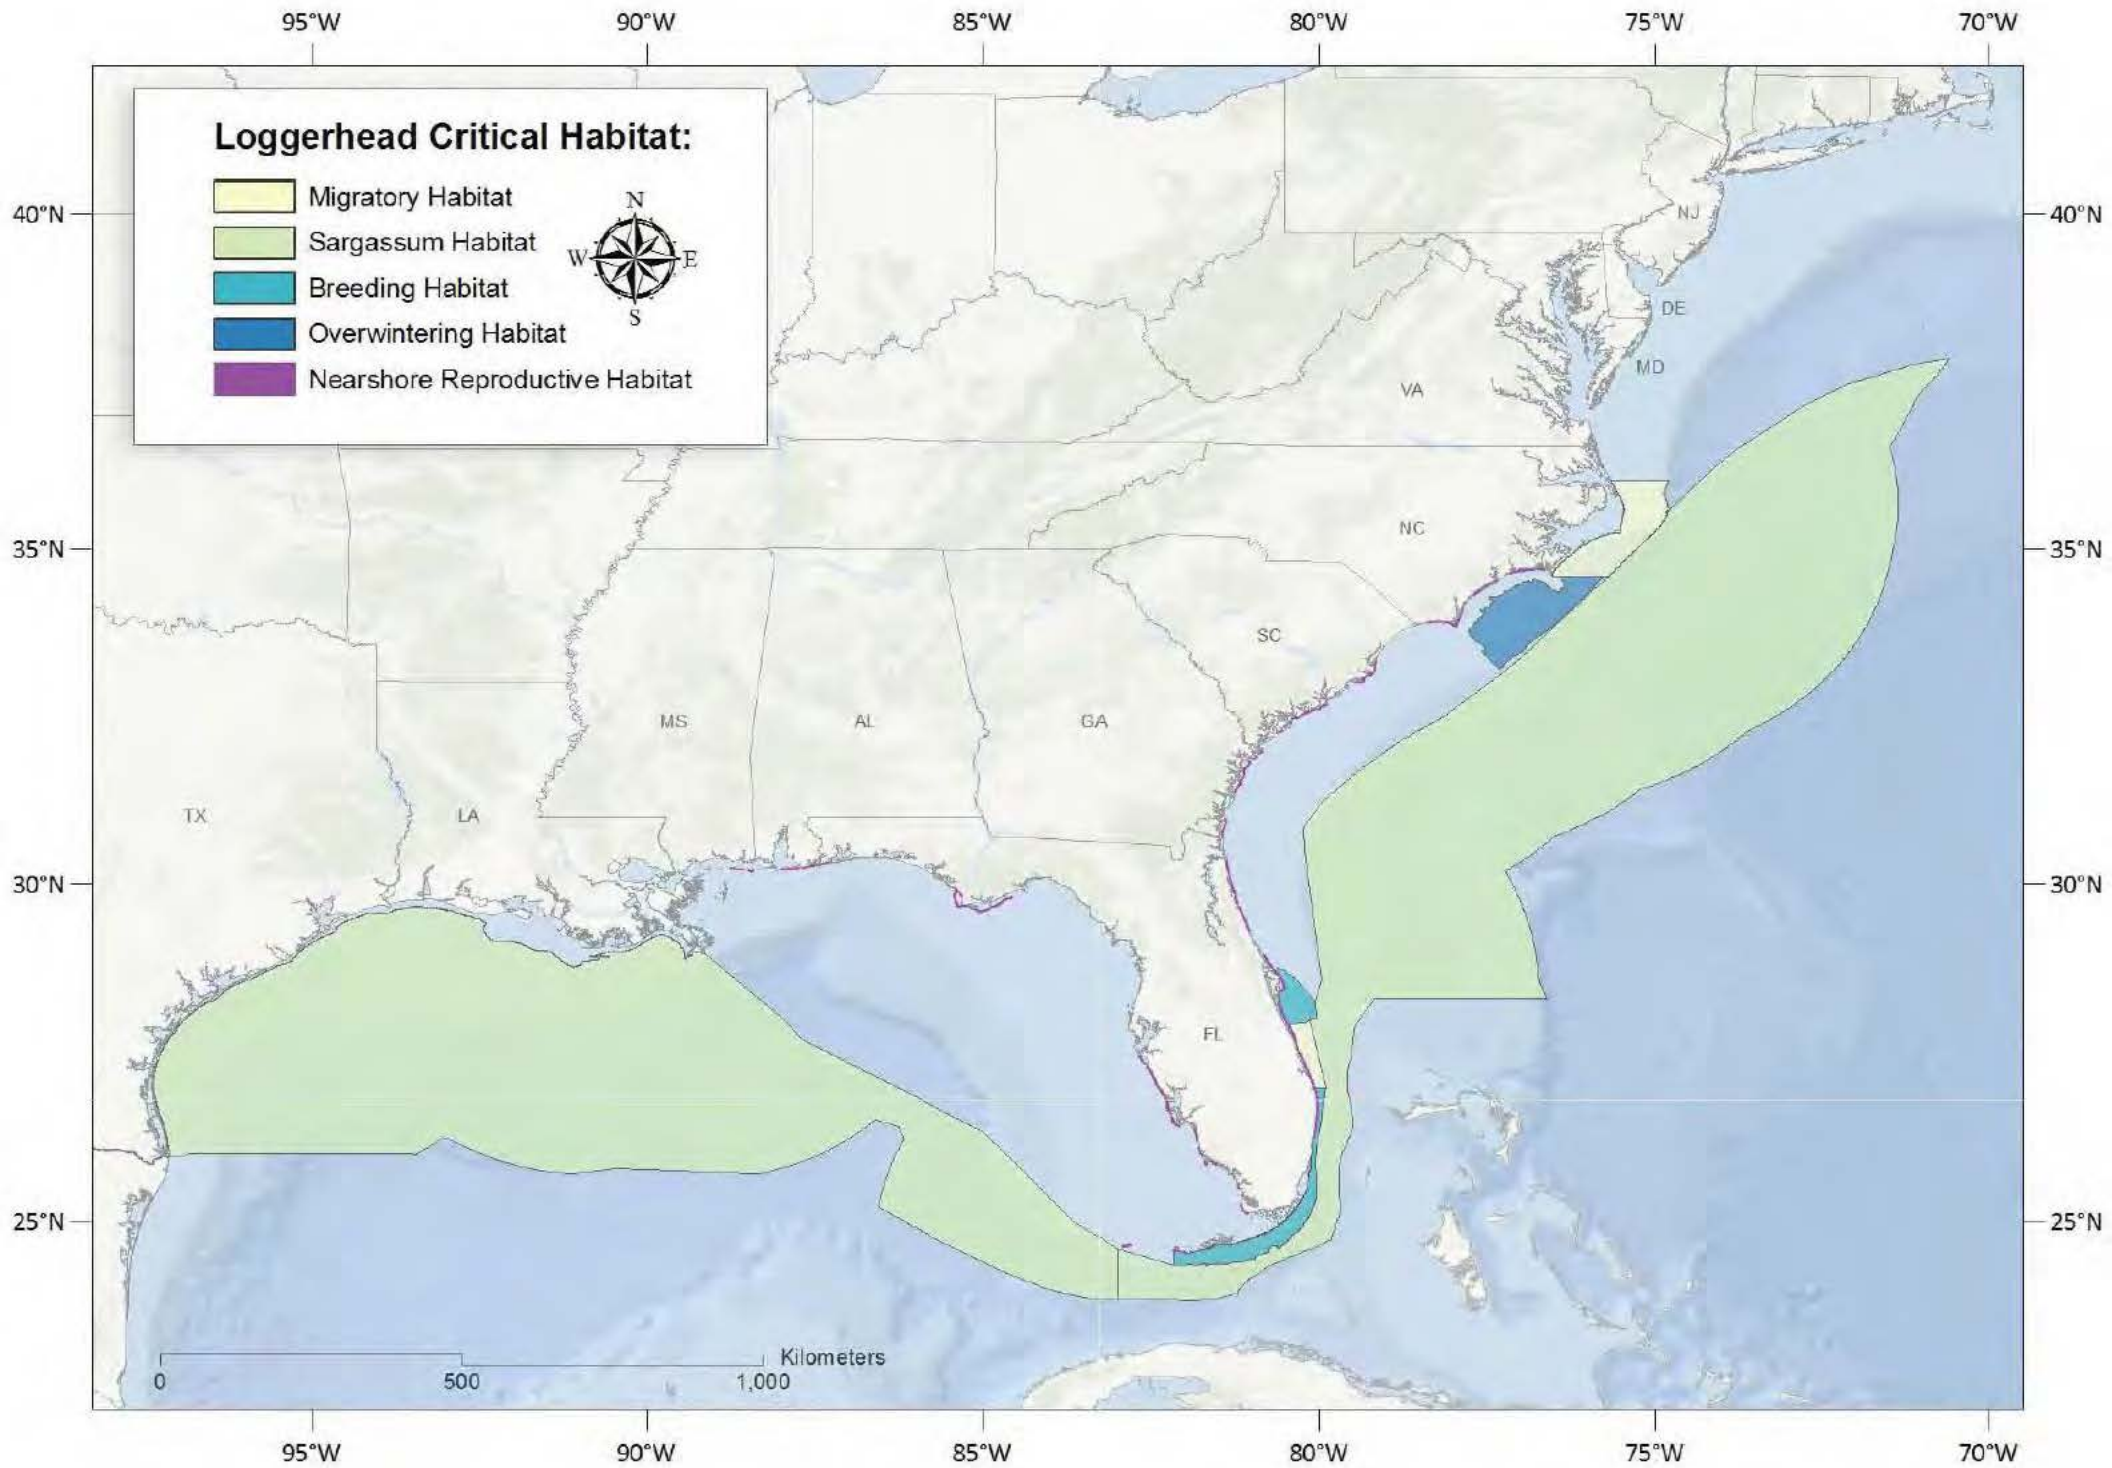 95°W 90°W 85°W 80°W 75°W 70°W
Loggerhead Critical Habitat:
Migratory Habitat
Sargassum Habitat
Breeding Habitat
Overwintering Habitat
Nearshore Reproductive Habitat
N
W E
S
40°N 40°N
NJ
DE
MD
VA
35°N NC 35°N
SC
MS AL GA
TX LA
30°N 30°N
FL
25°N 25°N
Kilometers
0 500 1,000
95°W 90°W 85°W 80°W 75°W 70°W